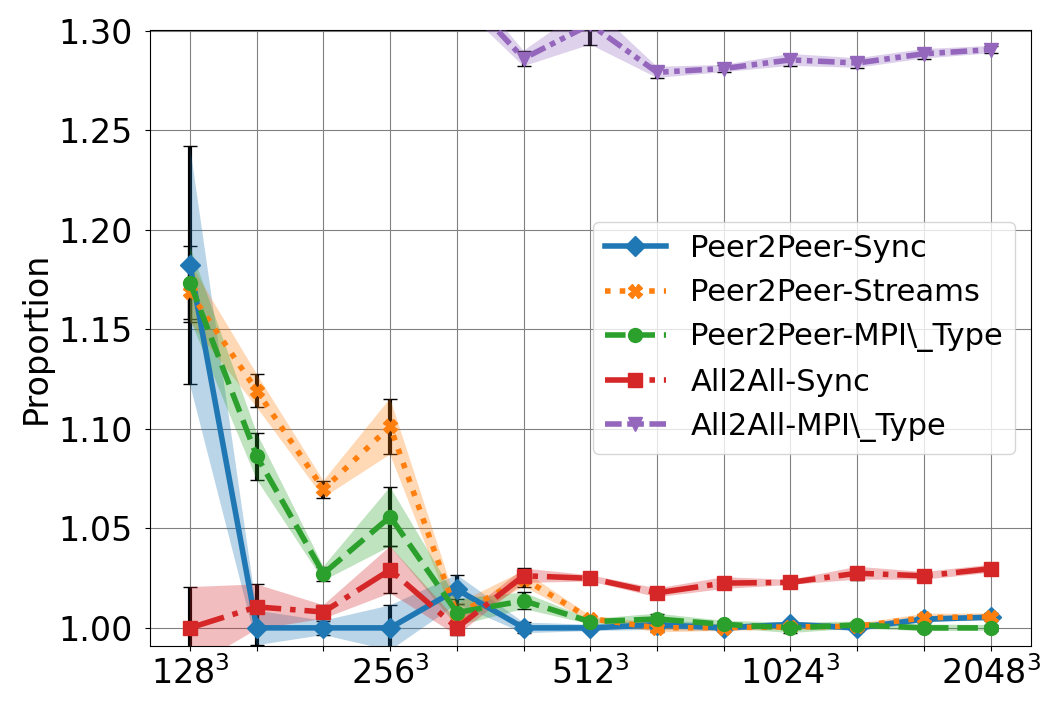 1.30
1.25
1.20
1.15
1.10
1.05
1.00
Proportion
Peer2Peer-Sync
Peer2Peer-Streams
Peer2Peer-MPI\_Type
All2All-Sync
All2All-MPI\_Type
128³ 256³ 512³ 1024³ 2048³